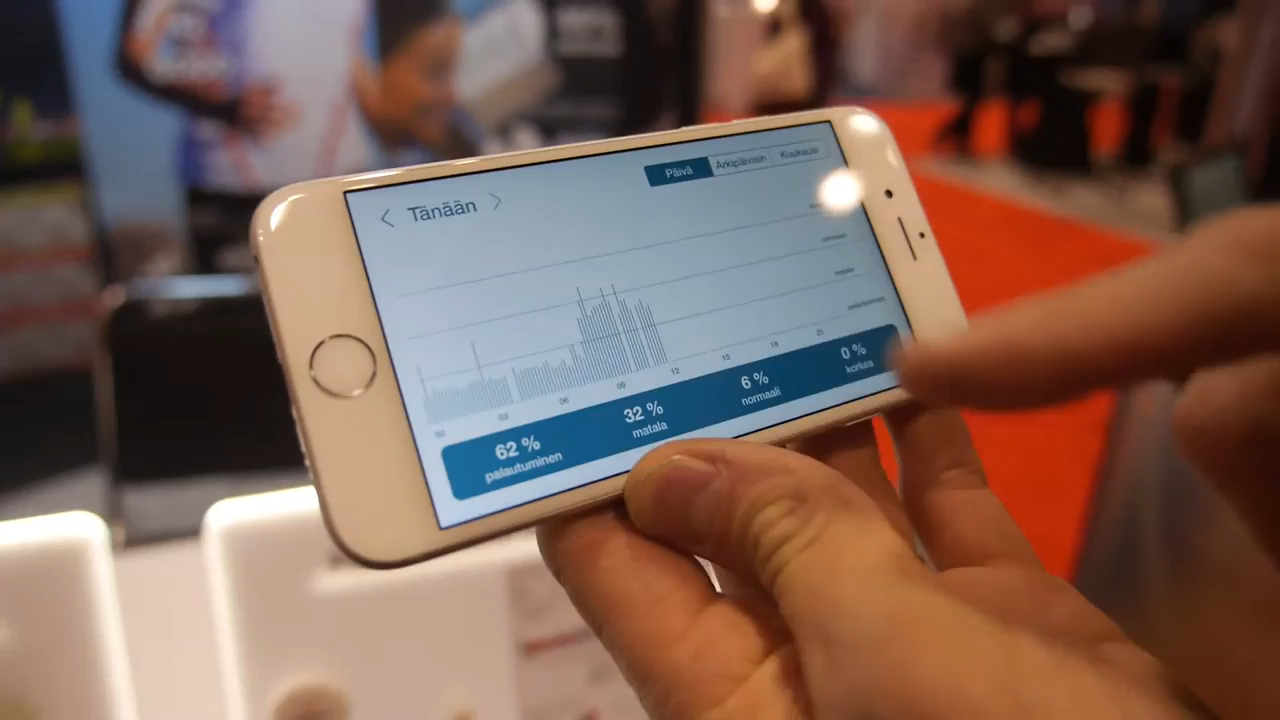 Tänään
Päivä Arkipäivisin Kuukausi
03 06 09 12 15 18 21
62 % 32 % 6 % 0 %
palautuminen matala normaali korkea